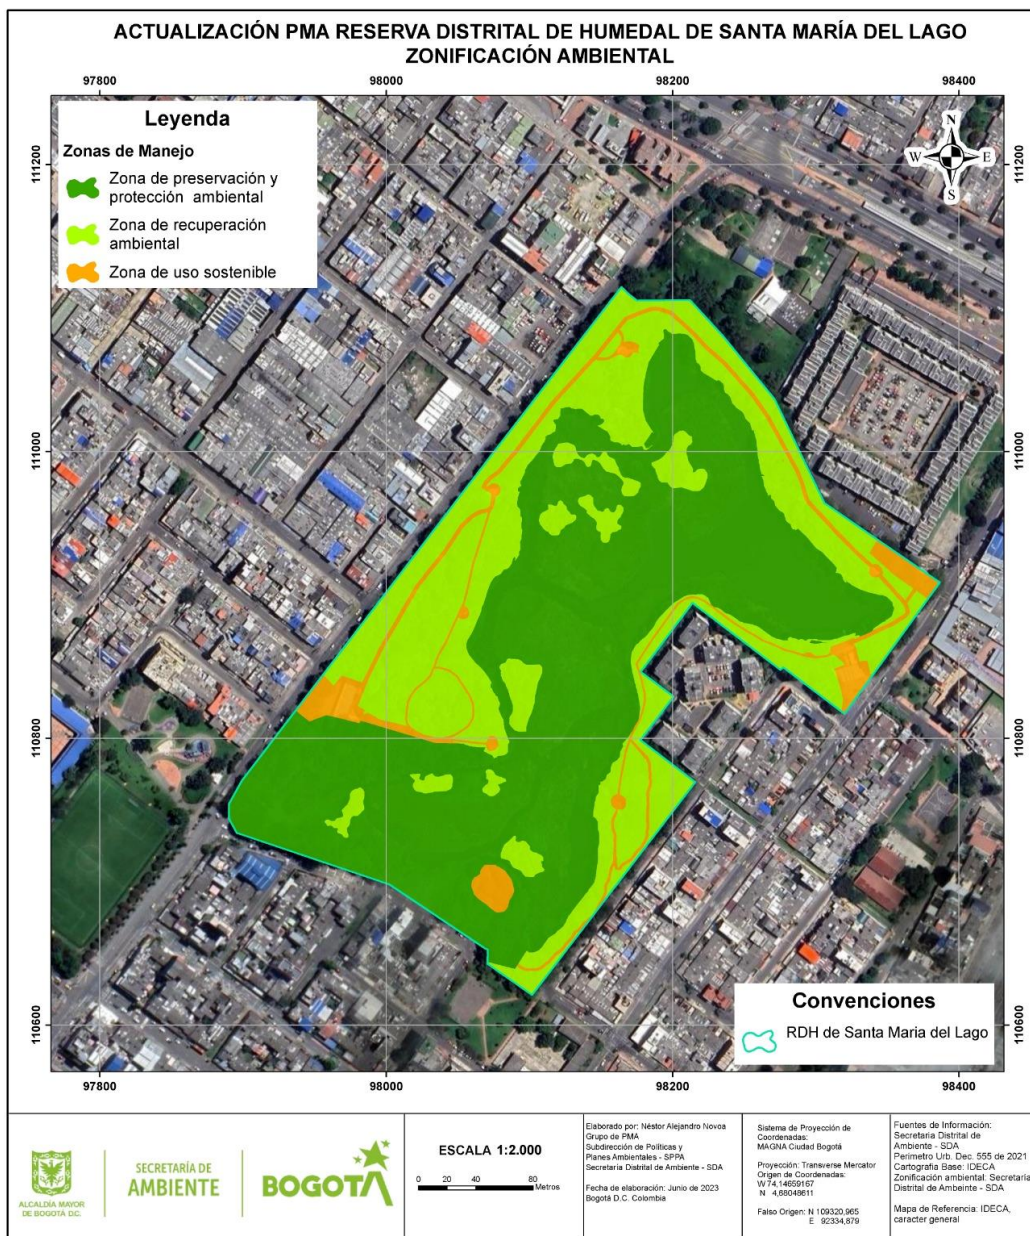 ACTUALIZACIÓN PMA RESERVA DISTRITAL DE HUMEDAL DE SANTA MARÍA DEL LAGO
ZONIFICACIÓN AMBIENTAL
97800 98000 98200 98400
111200 111000 110800 110600
Leyenda
Zonas de Manejo
Zona de preservación y
protección ambiental
Zona de recuperación
ambiental
Zona de uso sostenible
N
W E
S
111200 111000 110800 110600
Convenciones
RDH de Santa Maria del Lago
97800 98000 98200 98400
ALCALDÍA MAYOR
DE BOGOTÁ D.C.
SECRETARÍA DE
AMBIENTE
BOGOTÁ
ESCALA 1:2.000
0 20 40 80
Metros
Elaborado por: Néstor Alejandro Novoa
Grupo de PMA
Subdirección de Políticas y
Planes Ambientales - SPPA
Secretaria Distrital de Ambiente - SDA
Fecha de elaboración: Junio de 2023
Bogotá D.C. Colombia
Sistema de Proyección de
Coordenadas:
MAGNA Ciudad Bogotá
Proyección: Transverse Mercator
Origen de Coordenadas:
W 74,14659167
N 4,68048611
Falso Origen: N 109320,965
E 92334,879
Fuentes de Información:
Secretaria Distrital de
Ambiente - SDA
Perimetro Urb. Dec. 555 de 2021
Cartografia Base: IDECA
Zonificación ambiental: Secretaria
Distrital de Ambeinte - SDA
Mapa de Referencia: IDECA,
caracter general